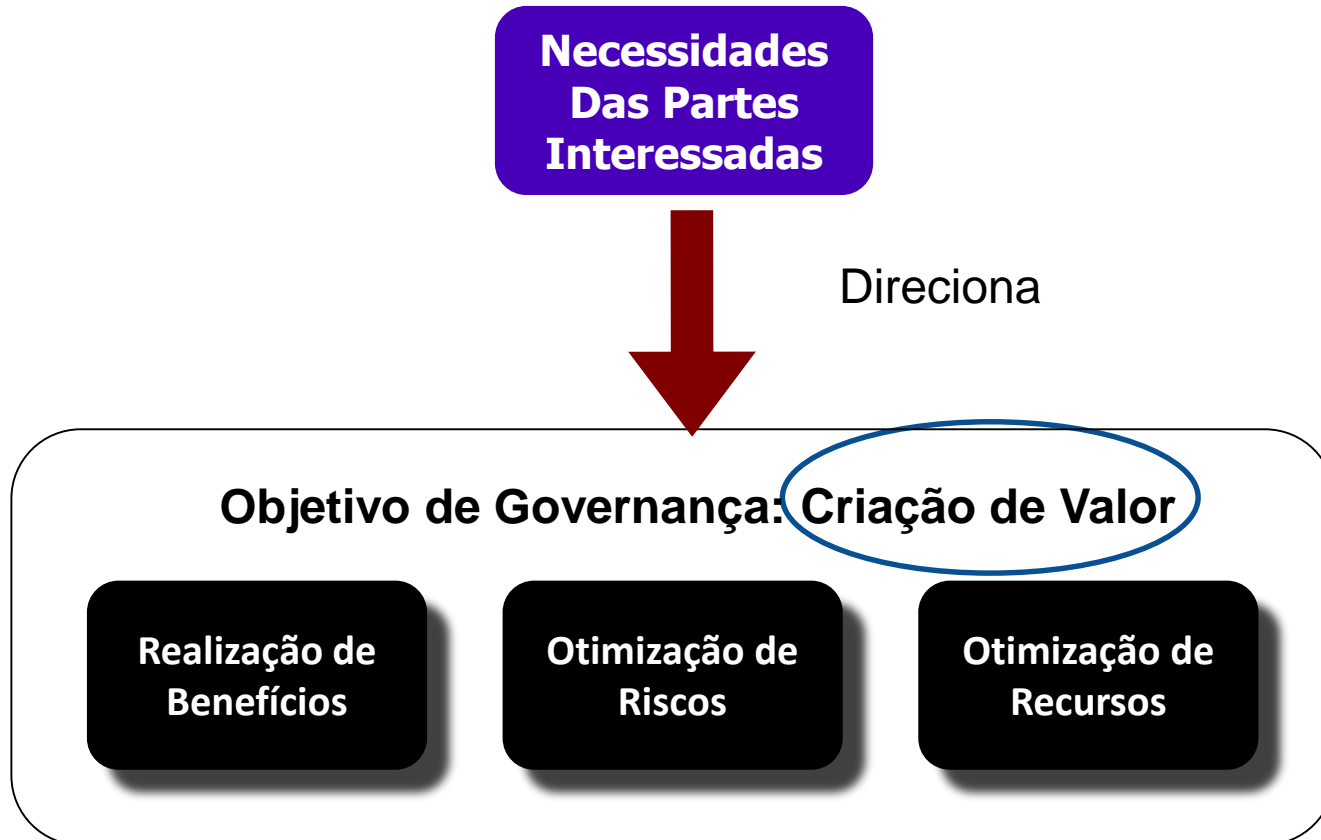 Necessidades
Das Partes
Interessadas
Direciona
Objetivo de Governança: Criação de Valor
Realização de
Benefícios
Otimização de
Riscos
Otimização de
Recursos